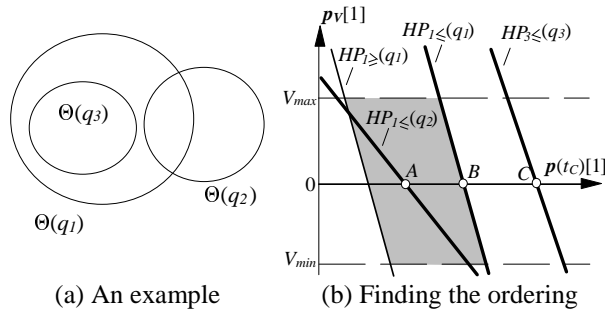 Θ(q3)
Θ(q2)
Θ(q1)
(a) An example
pV[1]
HP1≤(q1)
HP1≥(q1)
HP3≤(q3)
Vmax
HP1≤(q2)
A
B
C
p(tC)[1]
0
Vmin
(b) Finding the ordering